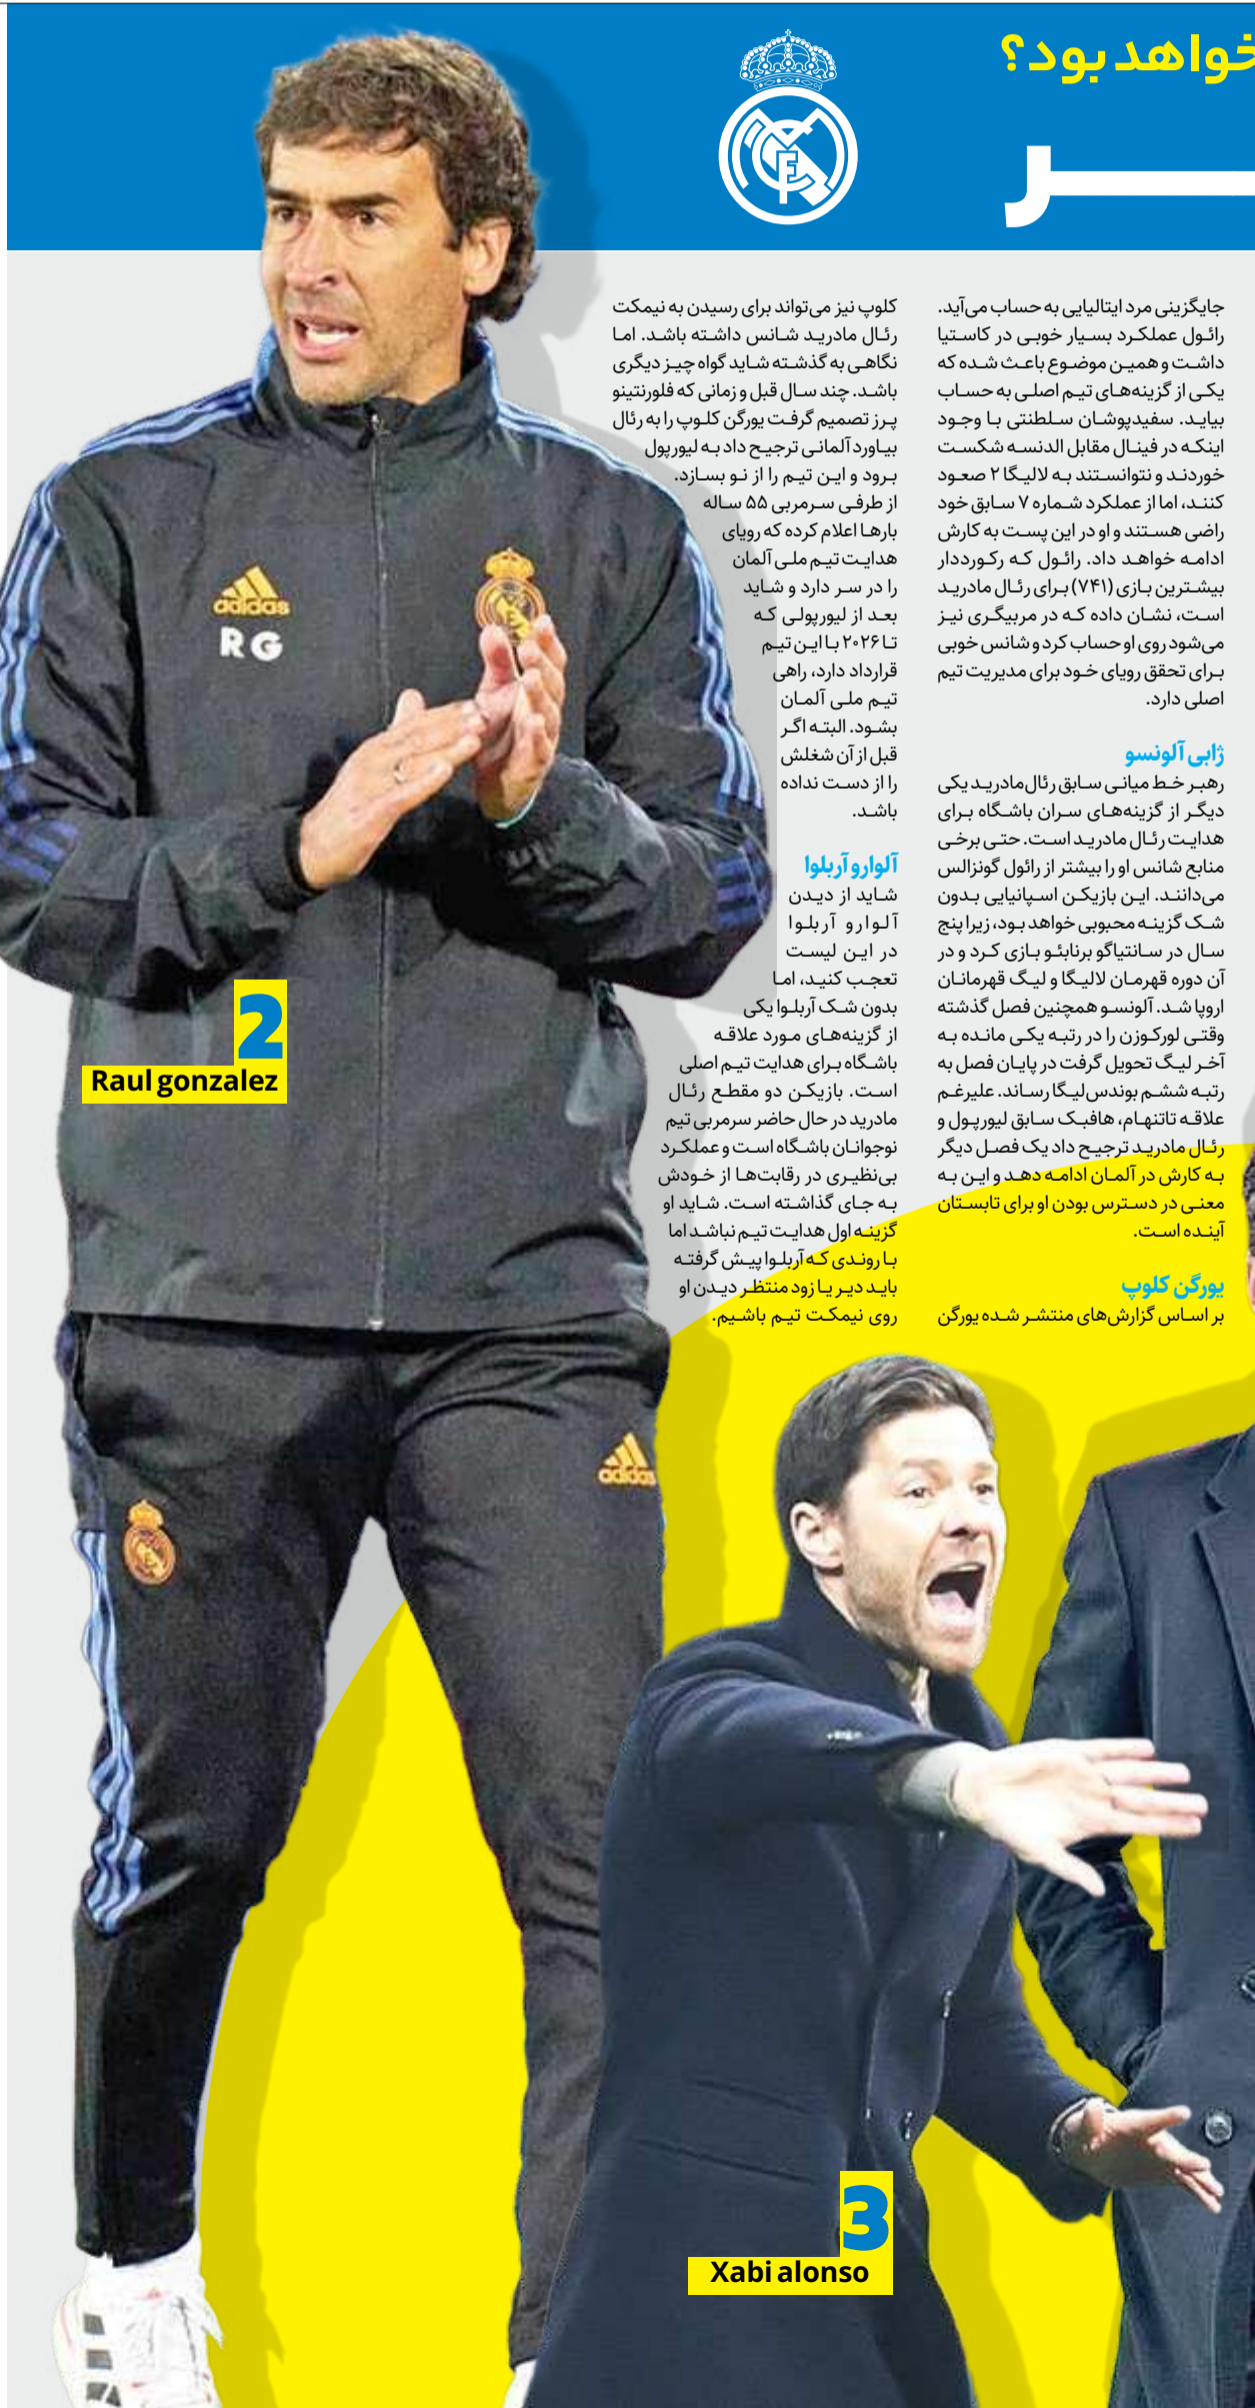 خواهد بود؟
جایگزینی مرد ایتالیایی به حساب می‌آید.
رائول عملکرد بسیار خوبی در کاستیا
داشت و همین موضوع باعث شده که
یکی از گزینه‌های تیم اصلی به حساب
بیاید. سفیدپوشان سلطنتی با وجود
اینکه در فینال مقابل الدنسه شکست
خوردند و نتوانستند به لالیگا ۲ صعود
کنند، اما از عملکرد شماره ۷ سابق خود
راضی هستند و او در این پست به کارش
ادامه خواهد داد. رائول که رکورددار
بیشترین بازی (۷۴۱) برای رئال مادرید
است، نشان داده که در مربیگری نیز
می‌شود روی او حساب کرد و شانس خوبی
برای تحقق رویای خود برای مدیریت تیم
اصلی دارد.
ژابی آلونسو
رهبر خط میانی سابق رئال‌مادرید یکی
دیگر از گزینه‌های سران باشگاه برای
هدایت رئال مادرید است. حتی برخی
منابع شانس او را بیشتر از رائول گونزالس
می‌دانند. این بازیکن اسپانیایی بدون
شک گزینه محبوبی خواهد بود، زیرا پنج
سال در سانتیاگو برنابئو بازی کرد و در
آن دوره قهرمان لالیگا و لیگ قهرمانان
اروپا شد. آلونسو همچنین فصل گذشته
وقتی لورکوزن را در رتبه یکی مانده به
آخر لیگ تحویل گرفت در پایان فصل به
رتبه ششم بوندس‌لیگا رساند. علیرغم
علاقه تاتنهام، هافبک سابق لیورپول و
رئال مادرید ترجیح داد یک فصل دیگر
به کارش در آلمان ادامه دهد و این به
معنی در دسترس بودن او برای تابستان
آینده است.
یورگن کلوپ
بر اساس گزارش‌های منتشر شده یورگن
کلوپ نیز می‌تواند برای رسیدن به نیمکت
رئال مادرید شانس داشته باشد. اما
نگاهی به گذشته شاید گواه چیز دیگری
باشد. چند سال قبل و زمانی که فلورنتینو
پرز تصمیم گرفت یورگن کلوپ را به رئال
بیاورد آلمانی ترجیح داد به لیورپول
برود و این تیم را از نو بسازد.
از طرفی سرمربی ۵۵ ساله
بارها اعلام کرده که رویای
هدایت تیم ملی آلمان
را در سر دارد و شاید
بعد از لیورپولی که
تا ۲۰۲۶ با این تیم
قرارداد دارد، راهی
تیم ملی آلمان
بشود. البته اگر
قبل از آن شغلش
را از دست نداده
باشد.
آلوارو آربلوا
شاید از دیدن
آلوارو آربلوا
در این لیست
تعجب کنید، اما
بدون شک آربلوا یکی
از گزینه‌های مورد علاقه
باشگاه برای هدایت تیم اصلی
است. بازیکن دو مقطع رئال
مادرید در حال حاضر سرمربی تیم
نوجوانان باشگاه است و عملکرد
بی‌نظیری در رقابت‌ها از خودش
به جای گذاشته است. شاید او
گزینه اول هدایت تیم نباشد اما
با روندی که آربلوا پیش گرفته
باید دیر یا زود منتظر دیدن او
روی نیمکت تیم باشیم.
adidas
RG
2
Raul gonzalez
adidas
3
Xabi alonso